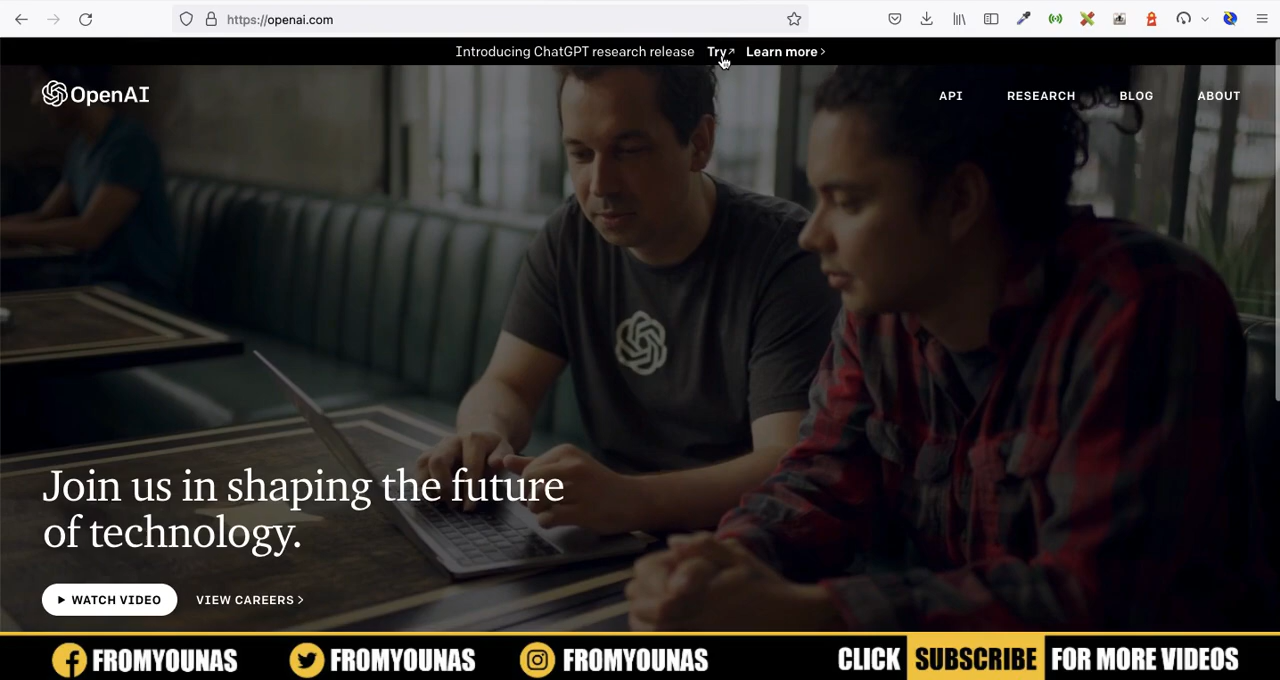 https://openai.com
Introducing ChatGPT research release Try↗ Learn more >
OpenAI
API RESEARCH BLOG ABOUT
Join us in shaping the future
of technology.
WATCH VIDEO VIEW CAREERS >
FROMYOUNAS FROMYOUNAS FROMYOUNAS CLICK SUBSCRIBE FOR MORE VIDEOS